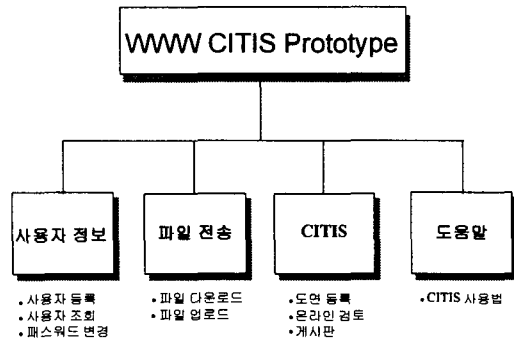 WWW CITIS Prototype
사용자 정보
파일 전송
CITIS
도움말
• 사용자 등록
• 사용자 조회
• 패스워드 변경
• 파일 다운로드
• 파일 업로드
• 도면 등록
• 온라인 검토
• 게시판
• CITIS 사용법